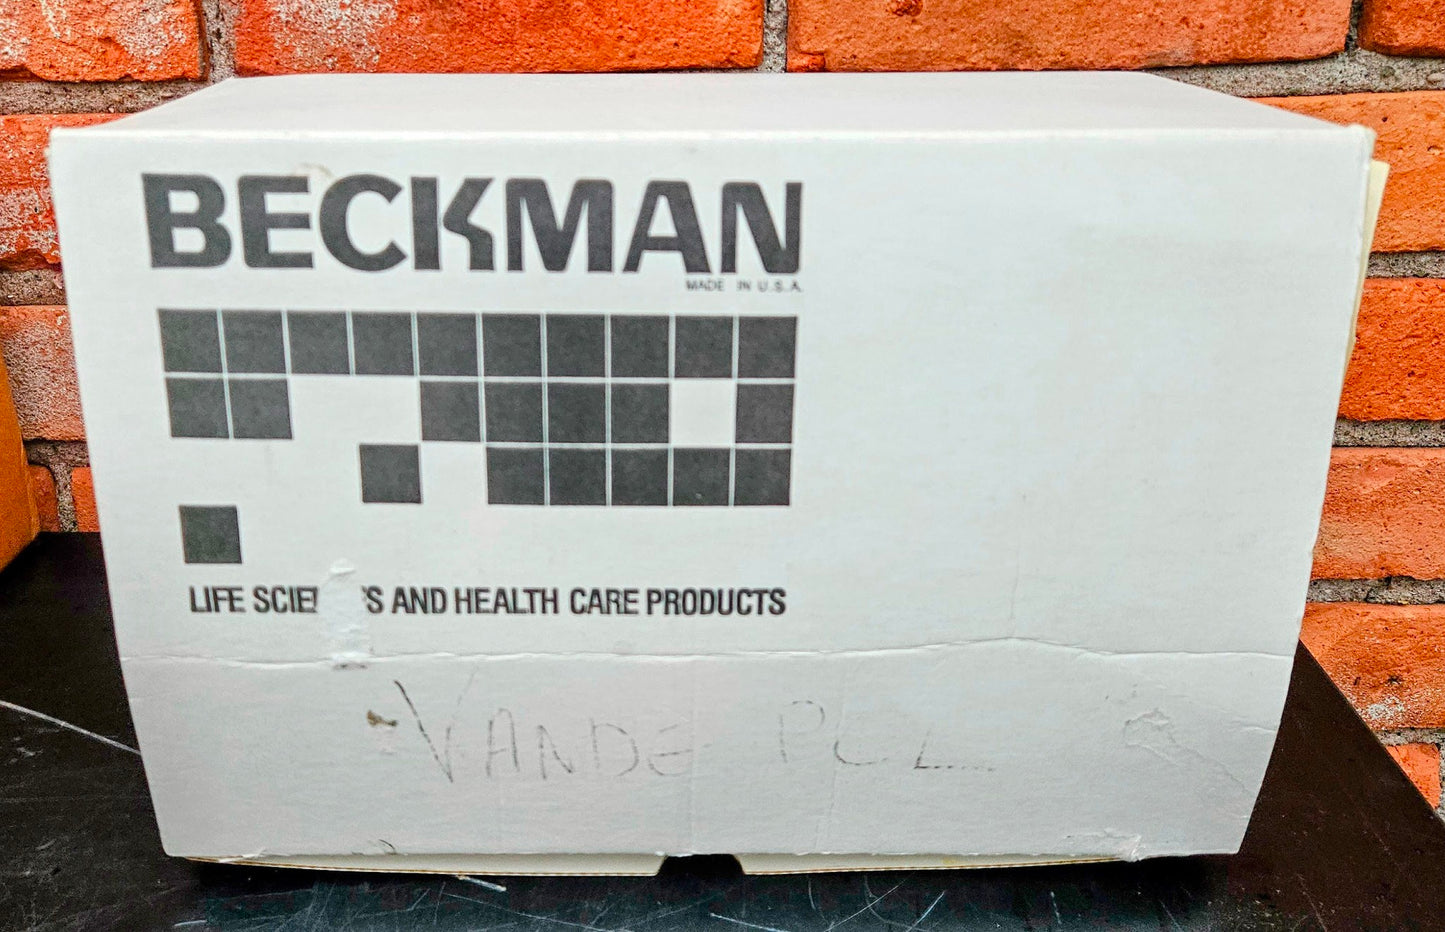 BECKMAN
MADE IN U.S.A.
LIFE SCIE S AND HEALTH CARE PRODUCTS
VANDE POL